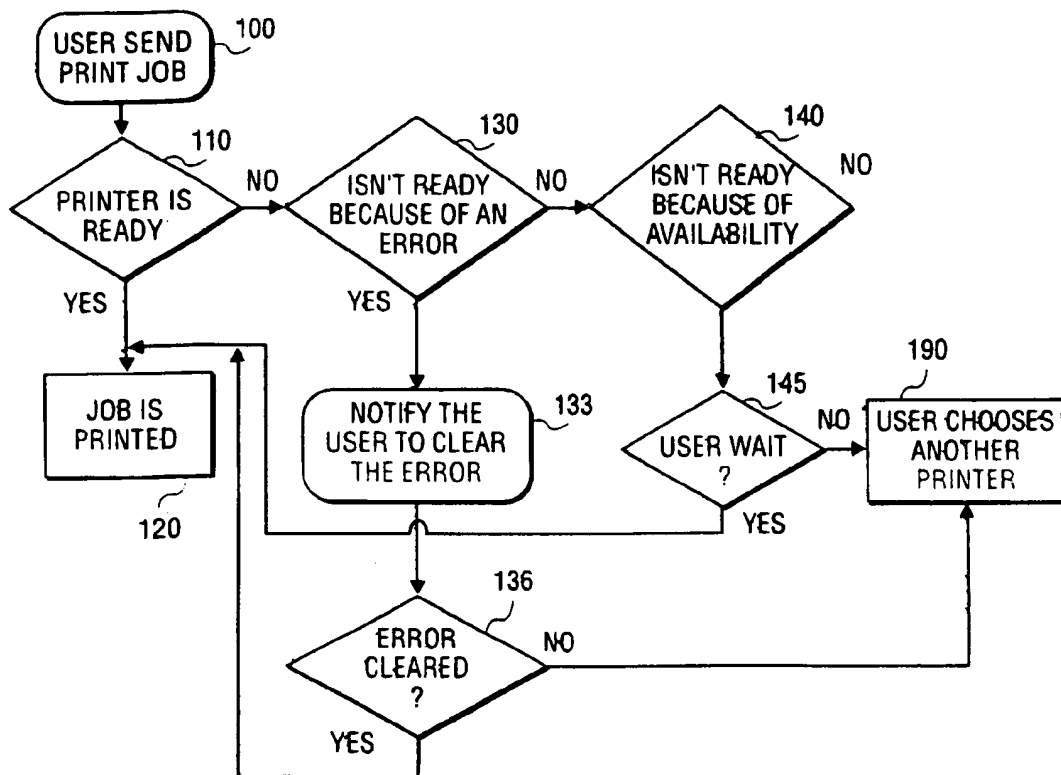 USER SEND
PRINT JOB
100
110
PRINTER IS
READY
NO
YES
JOB IS
PRINTED
120
130
ISN'T READY
BECAUSE OF AN
ERROR
NO
YES
NOTIFY THE
USER TO CLEAR
THE ERROR
133
136
ERROR
CLEARED
?
NO
YES
140
ISN'T READY
BECAUSE OF
AVAILABILITY
NO
145
USER WAIT
?
NO
YES
190
USER CHOOSES
ANOTHER
PRINTER